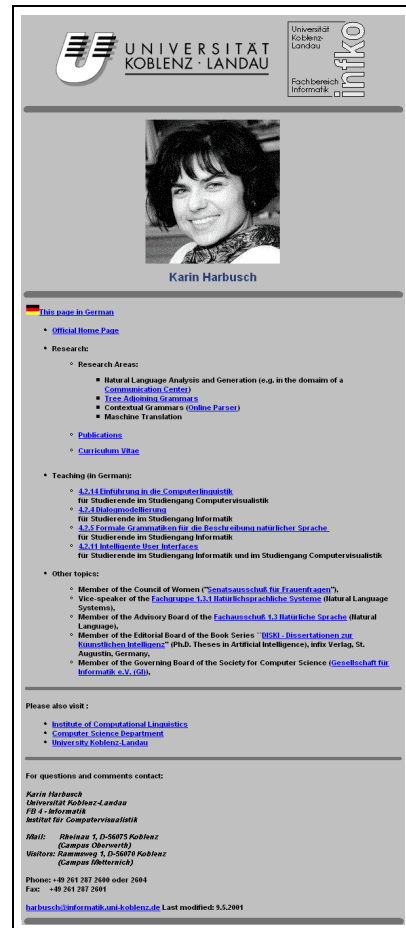 UNIVERSITÄT
KOBLENZ · LANDAU
Universität
Koblenz-
Landau
Fachbereich
Informatik
infko
Karin Harbusch
This page in German
Official Home Page
Research:
Research Areas:
Natural Language Analysis and Generation (e.g. in the domaim of a
Communication Center)
Tree Adjoining Grammars
Contextual Grammars (Online Parser)
Maschine Translation
Publications
Curriculum Vitae
Teaching (in German):
4.2.14 Einführung in die Computerlinguistik
für Studierende im Studiengang Computervisualistik
4.2.4 Dialogmodellierung
für Studierende im Studiengang Informatik
4.2.5 Formale Grammatiken für die Beschreibung natürlicher Sprache
für Studierende im Studiengang Informatik
4.2.11 Intelligente User Interfaces
für Studierende im Studiengang Informatik und im Studiengang Computervisualistik
Other topics:
Member of the Council of Women ("Senatsausschuß für Frauenfragen"),
Vice-speaker of the Fachgruppe 1.3.1 Natürlichsprachliche Systeme (Natural Language
Systems),
Member of the Advisory Board of the Fachausschuß 1.3 Natürliche Sprache (Natural
Language),
Member of the Editorial Board of the Book Series ``DISKI - Dissertationen zur
Küunstlichen Intelligenz" (Ph.D. Theses in Artificial Intelligence), infix Verlag, St.
Augustin, Germany,
Member of the Governing Board of the Society for Computer Science (Gesellschaft für
Informatik e.V. (GI)),
Please also visit :
Institute of Computational Linguistics
Computer Science Department
University Koblenz-Landau
For questions and comments contact:
Karin Harbusch
Universität Koblenz-Landau
FB 4 - Informatik
Institut für Computervisualistik
Mail: Rheinau 1, D-56075 Koblenz
(Campus Oberwerth)
Visitors: Rammsweg 1, D-56070 Koblenz
(Campus Metternich)
Phone: +49 261 287 2600 oder 2604
Fax: +49 261 287 2601
harbusch@informatik.uni-koblenz.de Last modified: 9.5.2001